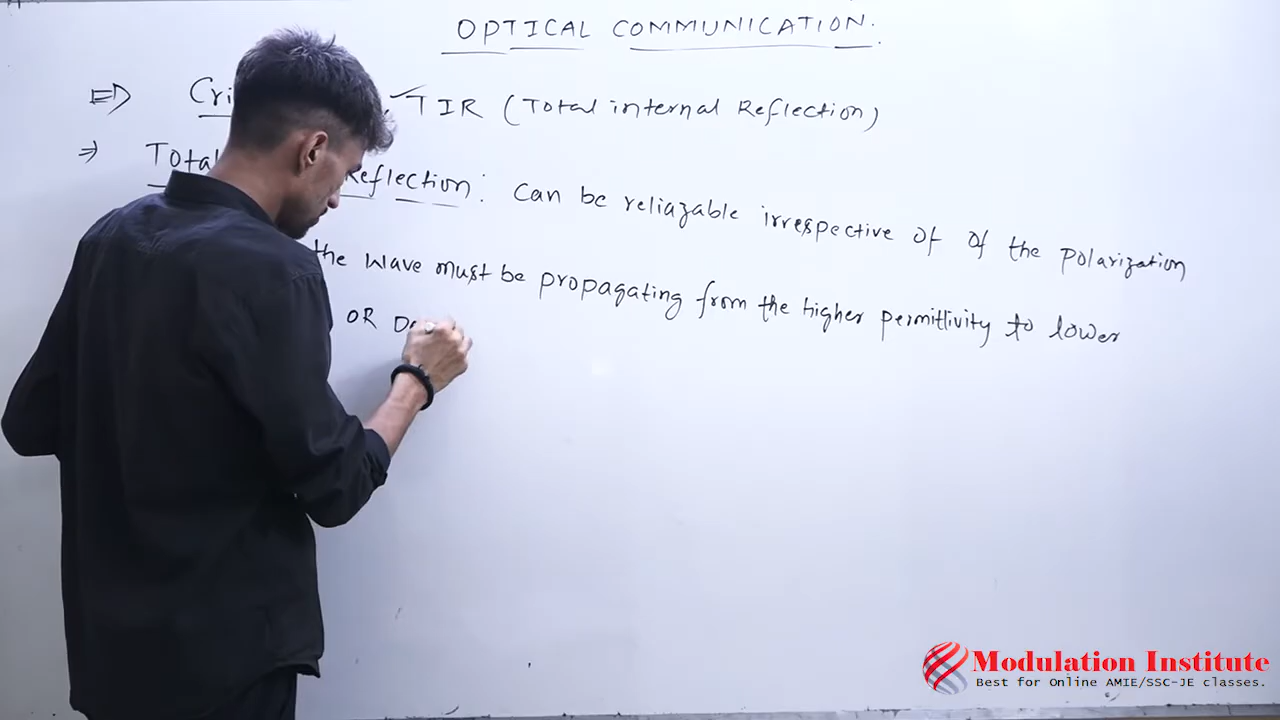 OPTICAL COMMUNICATION.
⇒ TIR (Total internal Reflection)
⇒ Total Reflection: Can be reliazable irrespective of of the polarization
the wave must be propagating from the higher permittivity to lower
OR
Modulation Institute
Best for Online AMIE/SSC-JE classes.